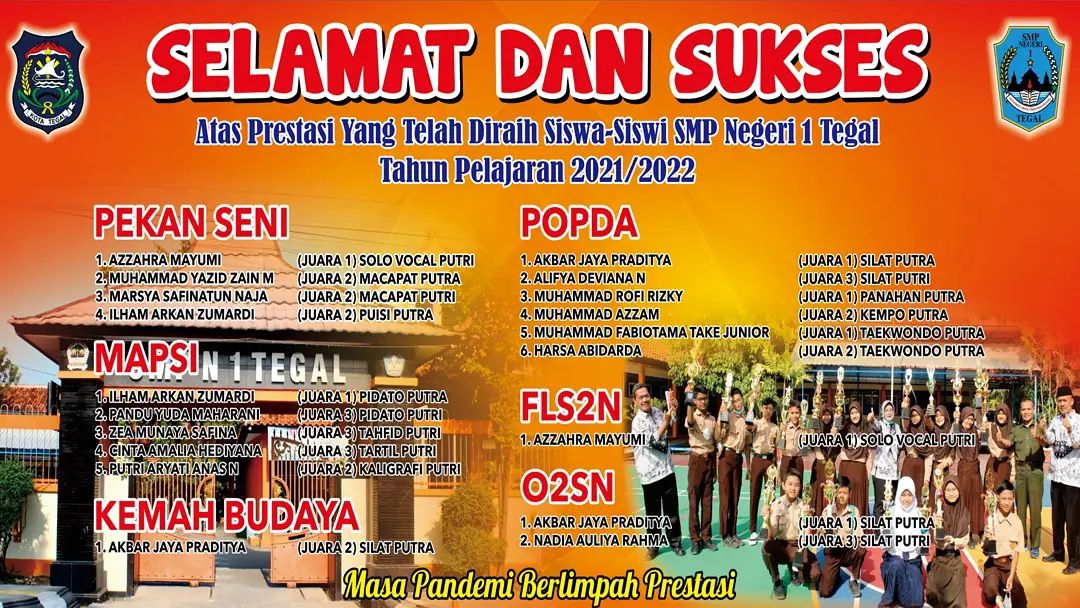 SELAMAT DAN SUKSES
Atas Prestasi Yang Telah Diraih Siswa-Siswi SMP Negeri 1 Tegal
Tahun Pelajaran 2021/2022
KOTA TEGAL
SMP
NEGERI
1
TEGAL
PEKAN SENI
1. AZZAHRA MAYUMI (JUARA 1) SOLO VOCAL PUTRI
2. MUHAMMAD YAZID ZAIN M (JUARA 2) MACAPAT PUTRA
3. MARSYA SAFINATUN NAJA (JUARA 2) MACAPAT PUTRI
4. ILHAM ARKAN ZUMARDI (JUARA 2) PUISI PUTRA
MAPSI
SMP N 1 TEGAL
1. ILHAM ARKAN ZUMARDI (JUARA 1) PIDATO PUTRA
2. PANDU YUDA MAHARANI (JUARA 3) PIDATO PUTRI
3. ZEA MUNAYA SAFINA (JUARA 3) TAHFID PUTRI
4. CINTA AMALIA HEDIYANA (JUARA 3) TARTIL PUTRI
5. PUTRI ARYATI ANAS N (JUARA 2) KALIGRAFI PUTRI
KEMAH BUDAYA
1. AKBAR JAYA PRADITYA (JUARA 2) SILAT PUTRA
POPDA
1. AKBAR JAYA PRADITYA (JUARA 1) SILAT PUTRA
2. ALIFYA DEVIANA N (JUARA 3) SILAT PUTRI
3. MUHAMMAD ROFI RIZKY (JUARA 1) PANAHAN PUTRA
4. MUHAMMAD AZZAM (JUARA 2) KEMPO PUTRA
5. MUHAMMAD FABIOTAMA TAKE JUNIOR (JUARA 1) TAEKWONDO PUTRA
6. HARSA ABIDARDA (JUARA 2) TAEKWONDO PUTRA
FLS2N
1. AZZAHRA MAYUMI (JUARA 1) SOLO VOCAL PUTRI
O2SN
1. AKBAR JAYA PRADITYA (JUARA 1) SILAT PUTRA
2. NADIA AULIYA RAHMA (JUARA 3) SILAT PUTRI
Masa Pandemi Berlimpah Prestasi